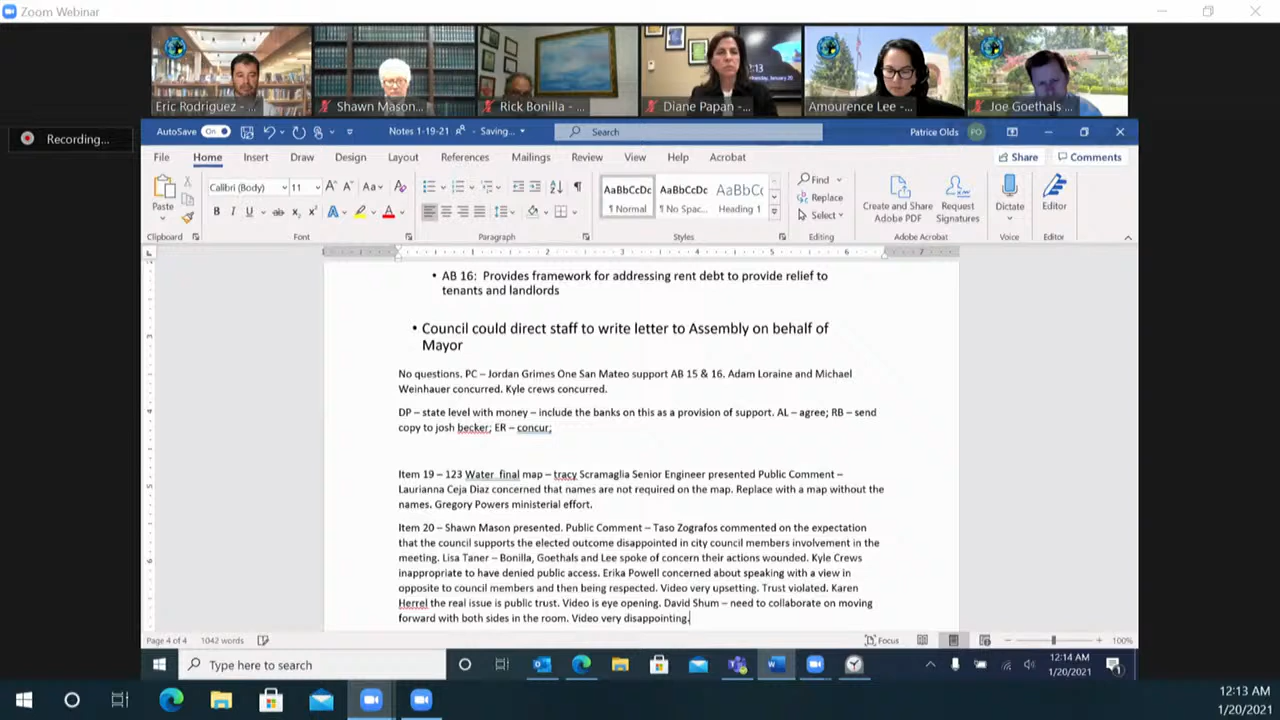 Zoom Webinar
Eric Rodriguez - ...
Shawn Mason...
Rick Bonilla - ...
Diane Papan - ...
Amourence Lee - ...
Joe Goethals ...
Recording...
AutoSave On Notes 1-19-21 - Saving... Search Patrice Olds PO
File Home Insert Draw Design Layout References Mailings Review View Help Acrobat Share Comments
Paste
Calibri (Body) 11
AaBbCcDc AaBbCcDc AaBbCc
¶ Normal ¶ No Spac... Heading 1
Find
Replace
Select
Create and Share Adobe PDF
Request Signatures
Dictate
Editor
Clipboard Font Paragraph Styles Editing Adobe Acrobat Voice Editor
1 2 3 4 5 6 7
• AB 16: Provides framework for addressing rent debt to provide relief to
tenants and landlords
• Council could direct staff to write letter to Assembly on behalf of
Mayor
No questions. PC – Jordan Grimes One San Mateo support AB 15 & 16. Adam Loraine and Michael
Weinhauer concurred. Kyle crews concurred.
DP – state level with money – include the banks on this as a provision of support. AL – agree; RB – send
copy to josh becker; ER – concur;
Item 19 – 123 Water final map – tracy Scramaglia Senior Engineer presented Public Comment –
Laurianna Ceja Diaz concerned that names are not required on the map. Replace with a map without the
names. Gregory Powers ministerial effort.
Item 20 – Shawn Mason presented. Public Comment – Taso Zografos commented on the expectation
that the council supports the elected outcome disappointed in city council members involvement in the
meeting. Lisa Taner – Bonilla, Goethals and Lee spoke of concern their actions wounded. Kyle Crews
inappropriate to have denied public access. Erika Powell concerned about speaking with a view in
opposite to council members and then being respected. Video very upsetting. Trust violated. Karen
Herrel the real issue is public trust. Video is eye opening. David Shum – need to collaborate on moving
forward with both sides in the room. Video very disappointing.
Page 4 of 4 1042 words Focus 100%
Type here to search
12:14 AM
1/20/2021
12:13 AM
1/20/2021